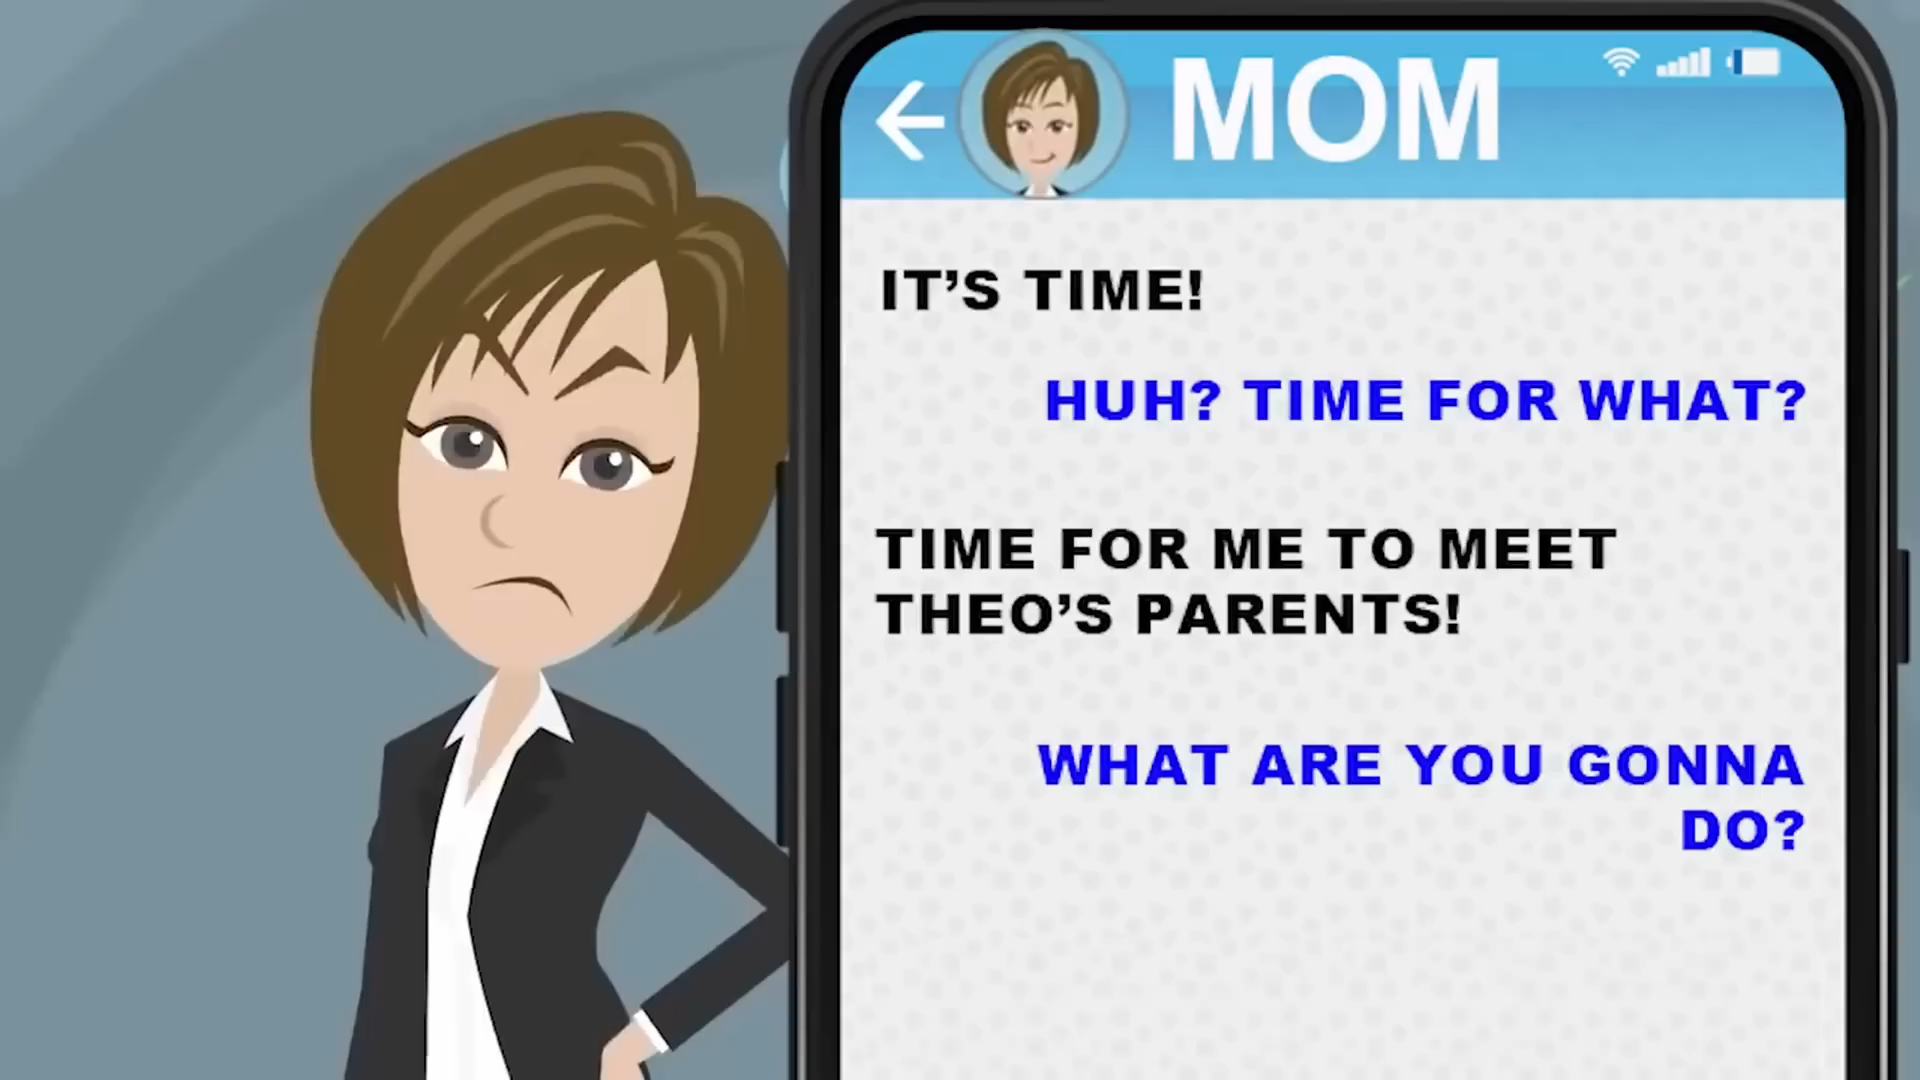 MOM
IT’S TIME!
HUH? TIME FOR WHAT?
TIME FOR ME TO MEET
THEO’S PARENTS!
WHAT ARE YOU GONNA
DO?